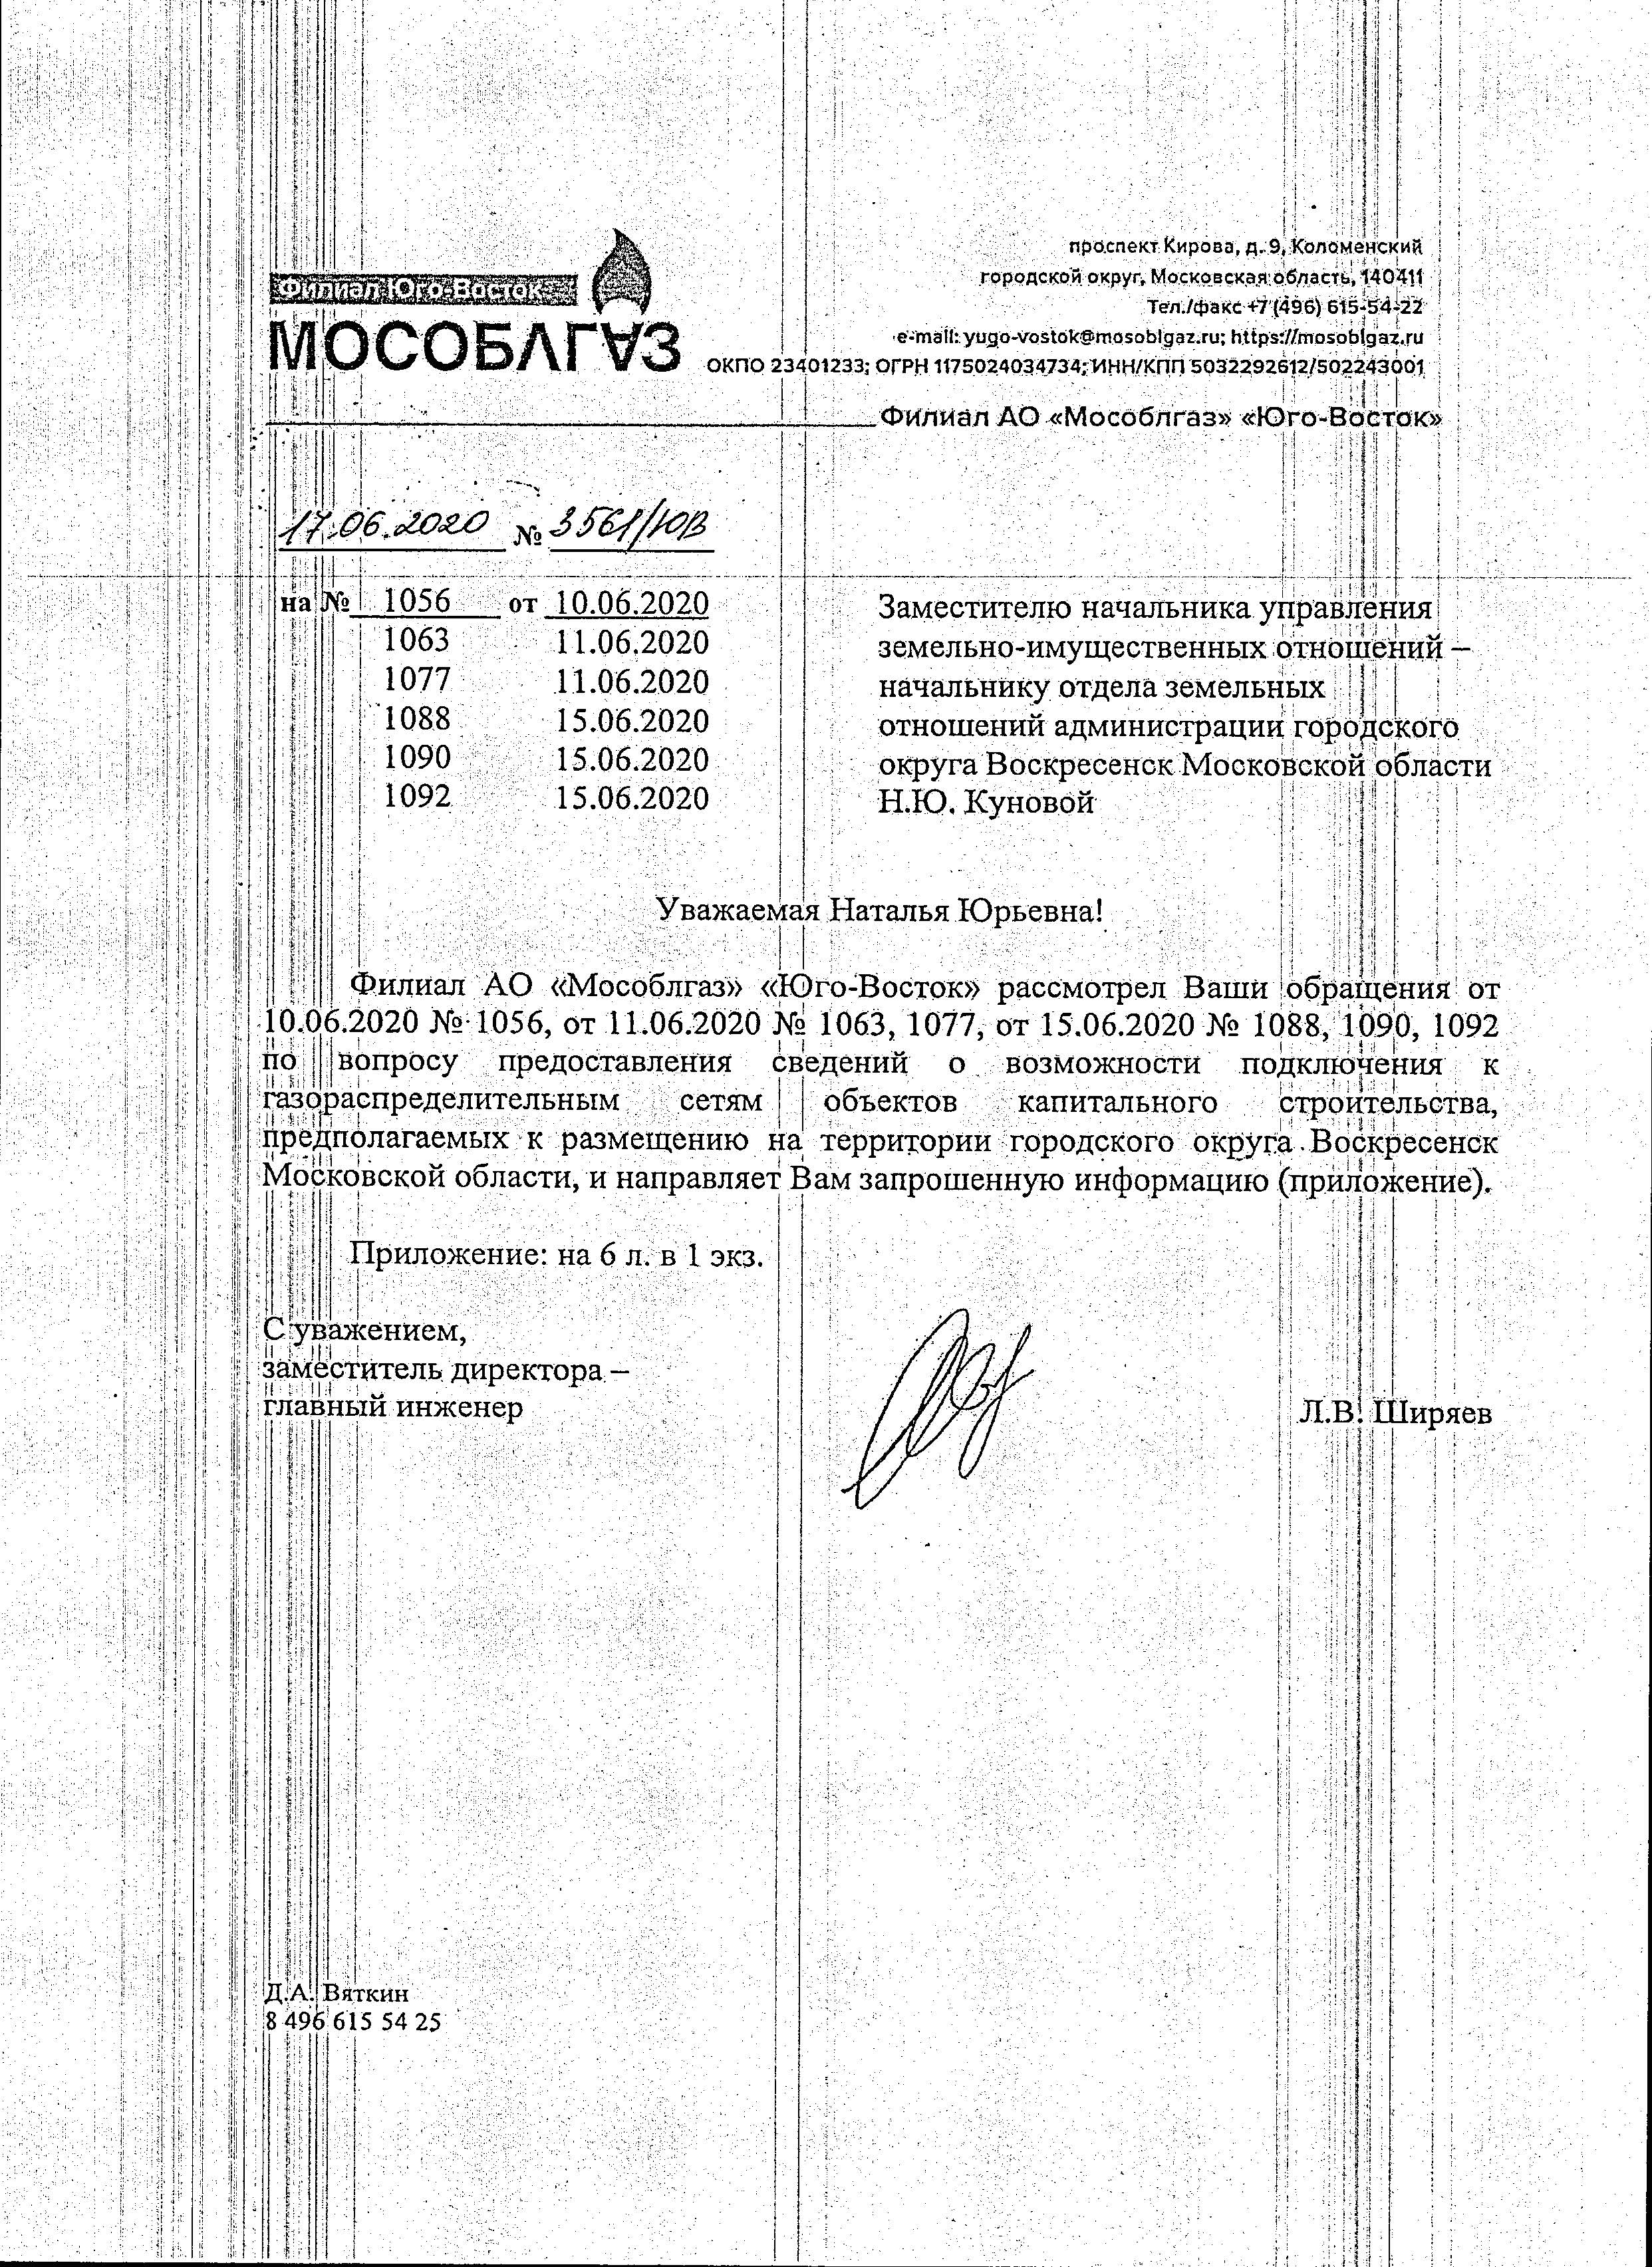 Филиал Юго-Восток
МОСОБЛГАЗ
проспект Кирова, д. 9, Коломенский
городской округ, Московская область, 140411
Тел./факс +7 (496) 615-54-22
e-mail: yugo-vostok@mosoblgaz.ru; https://mosoblgaz.ru
ОКПО 23401233; ОГРН 1175024034734; ИНН/КПП 5032292612/502243001
Филиал АО «Мособлгаз» «Юго-Восток»
17.06.2020 № 3561/ЮВ
на № 1056 от 10.06.2020
1063 11.06.2020
1077 11.06.2020
1088 15.06.2020
1090 15.06.2020
1092 15.06.2020
Заместителю начальника управления
земельно-имущественных отношений –
начальнику отдела земельных
отношений администрации городского
округа Воскресенск Московской области
Н.Ю. Куновой
Уважаемая Наталья Юрьевна!
Филиал АО «Мособлгаз» «Юго-Восток» рассмотрел Ваши обращения от
10.06.2020 № 1056, от 11.06.2020 № 1063, 1077, от 15.06.2020 № 1088, 1090, 1092
по вопросу предоставления сведений о возможности подключения к
газораспределительным сетям объектов капитального строительства,
предполагаемых к размещению на территории городского округа Воскресенск
Московской области, и направляет Вам запрошенную информацию (приложение).
Приложение: на 6 л. в 1 экз.
С уважением,
заместитель директора –
главный инженер
Л.В. Ширяев
Д.А. Вяткин
8 496 615 54 25